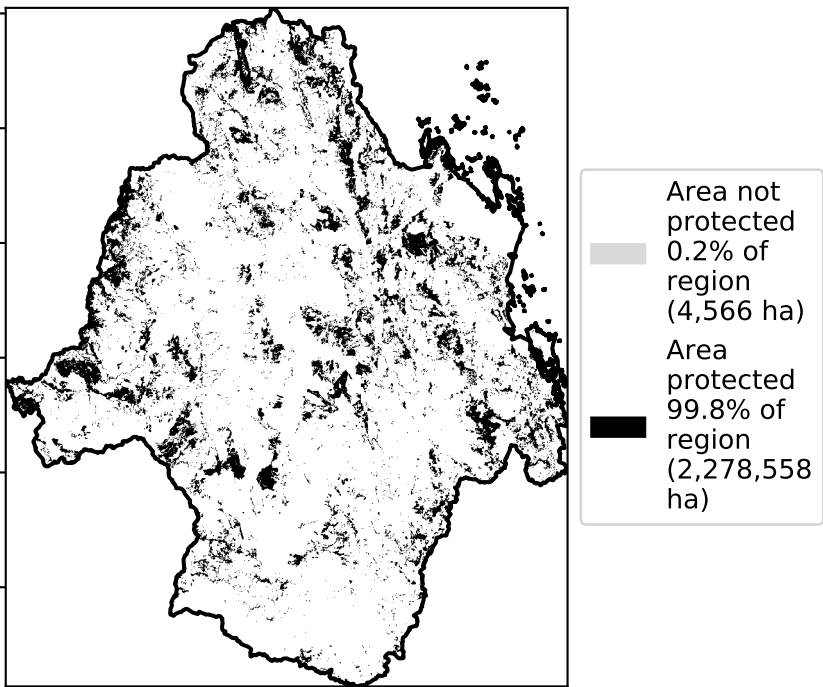 Area not
protected
0.2% of
region
(4,566 ha)
Area
protected
99.8% of
region
(2,278,558
ha)